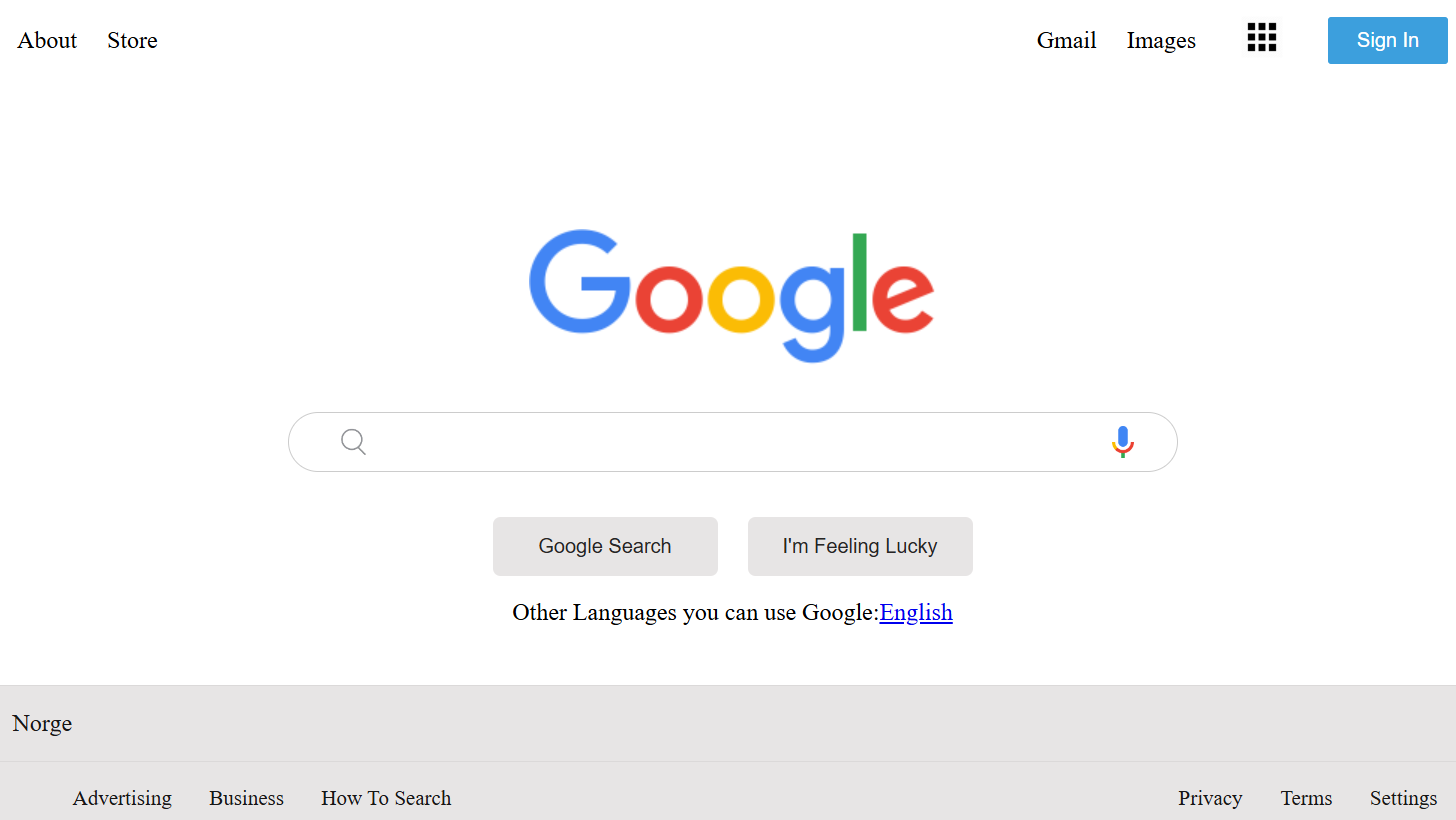 About Store Gmail Images Sign In
Google
Google Search I'm Feeling Lucky
Other Languages you can use Google:English
Norge
Advertising Business How To Search Privacy Terms Settings